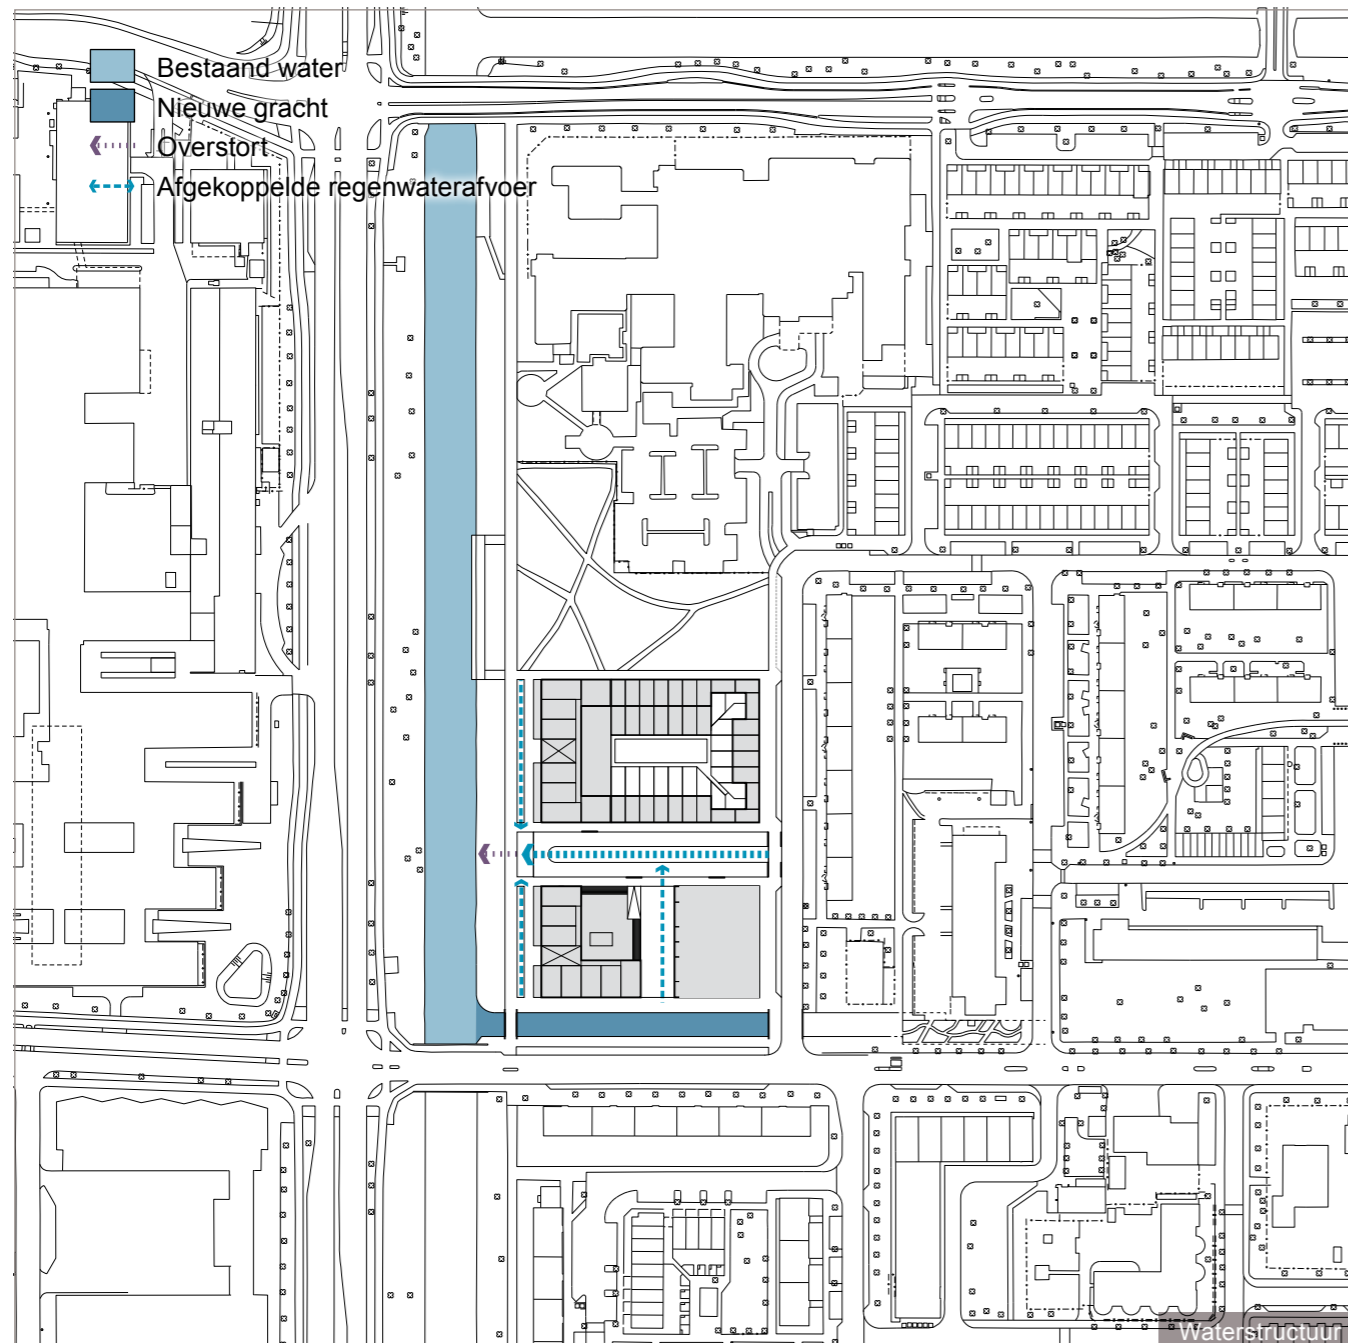 Bestaand water
Nieuwe gracht
Overstort
Afgekoppelde regenwaterafvoer
Waterstructuur